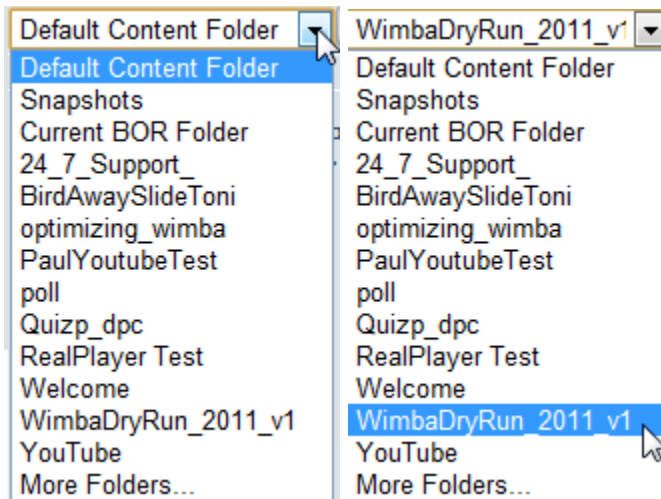 Default Content Folder
Default Content Folder
Snapshots
Current BOR Folder
24_7_Support_
BirdAwaySlideToni
optimizing_wimba
PaulYoutubeTest
poll
Quizp_dpc
RealPlayer Test
Welcome
WimbaDryRun_2011_v1
YouTube
More Folders...
WimbaDryRun_2011_v1
Default Content Folder
Snapshots
Current BOR Folder
24_7_Support_
BirdAwaySlideToni
optimizing_wimba
PaulYoutubeTest
poll
Quizp_dpc
RealPlayer Test
Welcome
WimbaDryRun_2011_v1
YouTube
More Folders...